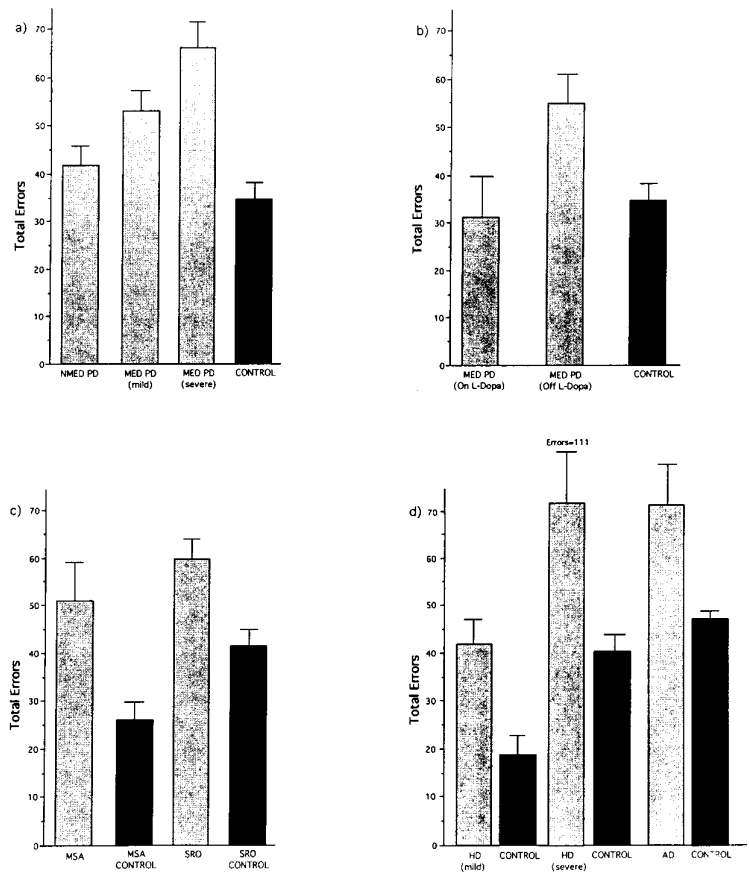 a)
70
60
50
40
30
20
10
0
Total Errors
NMED PD
MED PD
(mild)
MED PD
(severe)
CONTROL
b)
70
60
50
40
30
20
10
0
Total Errors
MED PD
(On L-Dopa)
MED PD
(Off L-Dopa)
CONTROL
c)
70
60
50
40
30
20
10
0
Total Errors
MSA
MSA
CONTROL
SRO
SRO
CONTROL
Errors=111
d)
70
60
50
40
30
20
10
0
Total Errors
HD
(mild)
CONTROL
HD
(severe)
CONTROL
AD
CONTROL